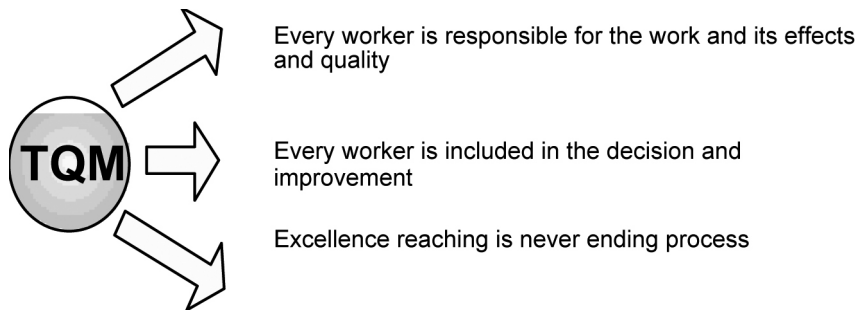 Every worker is responsible for the work and its effects
and quality
TQM
Every worker is included in the decision and
improvement
Excellence reaching is never ending process